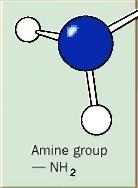 Amine group
— NH₂